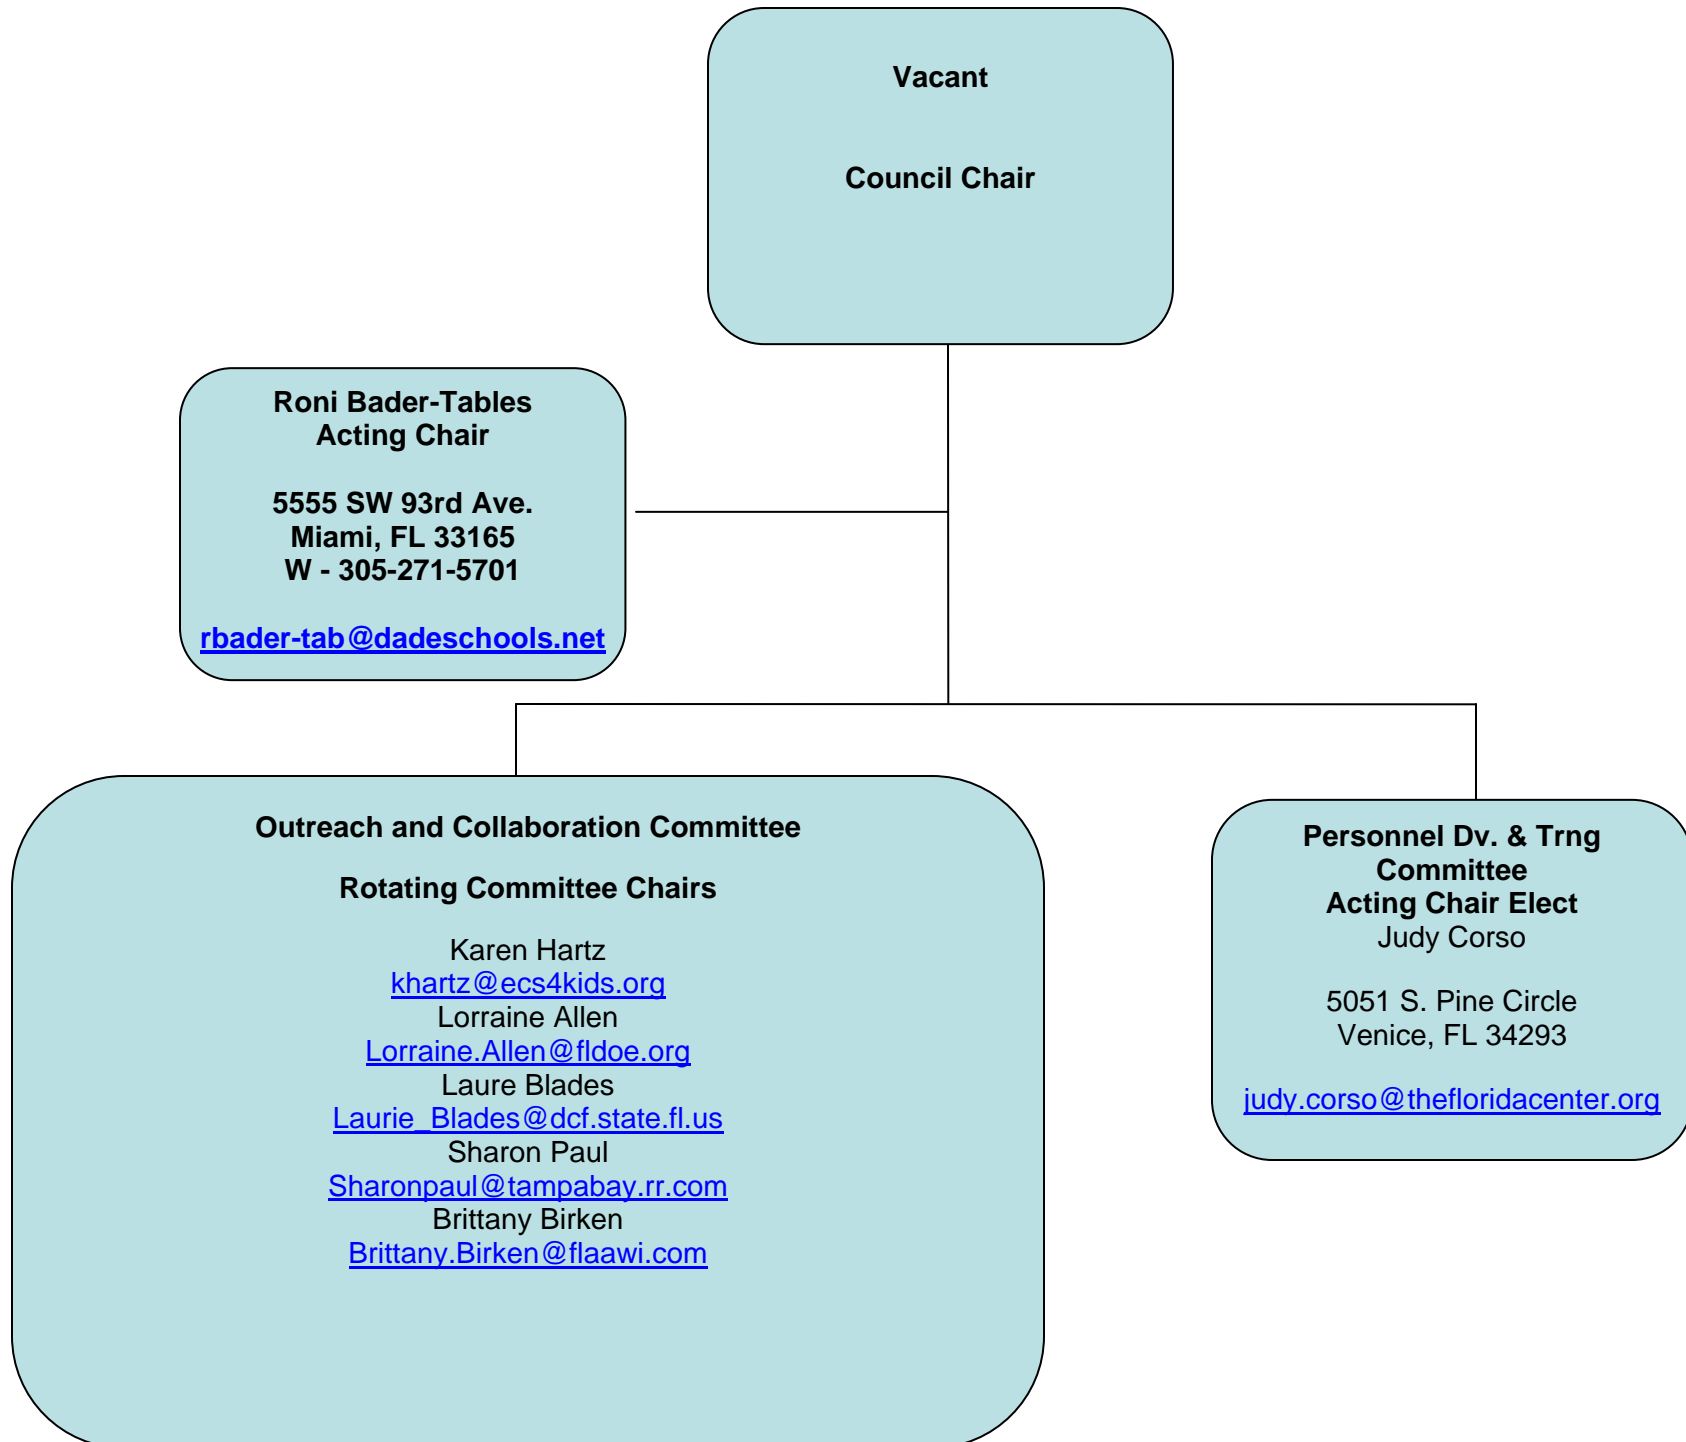 Vacant
Council Chair
Roni Bader-Tables
Acting Chair
5555 SW 93rd Ave.
Miami, FL 33165
W - 305-271-5701
rbader-tab@dadeschools.net
Outreach and Collaboration Committee
Rotating Committee Chairs
Karen Hartz
khartz@ecs4kids.org
Lorraine Allen
Lorraine.Allen@fldoe.org
Laure Blades
Laurie_Blades@dcf.state.fl.us
Sharon Paul
Sharonpaul@tampabay.rr.com
Brittany Birken
Brittany.Birken@flaawi.com
Personnel Dv. & Trng
Committee
Acting Chair Elect
Judy Corso
5051 S. Pine Circle
Venice, FL 34293
judy.corso@thefloridacenter.org